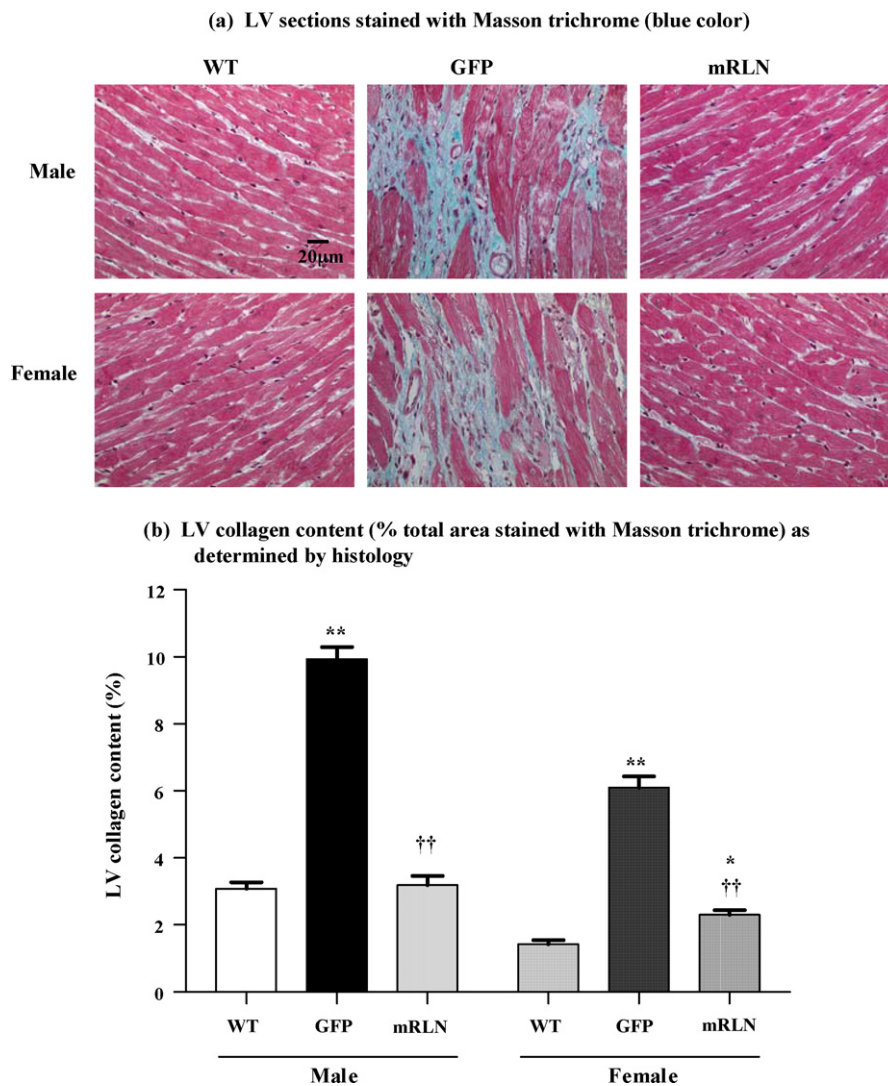 (a) LV sections stained with Masson trichrome (blue color)
WT GFP mRLN
Male
20μm
Female
(b) LV collagen content (% total area stained with Masson trichrome) as
determined by histology
LV collagen content (%)
12
10
8
6
4
2
0
**
††
**
*
††
WT GFP mRLN WT GFP mRLN
Male Female